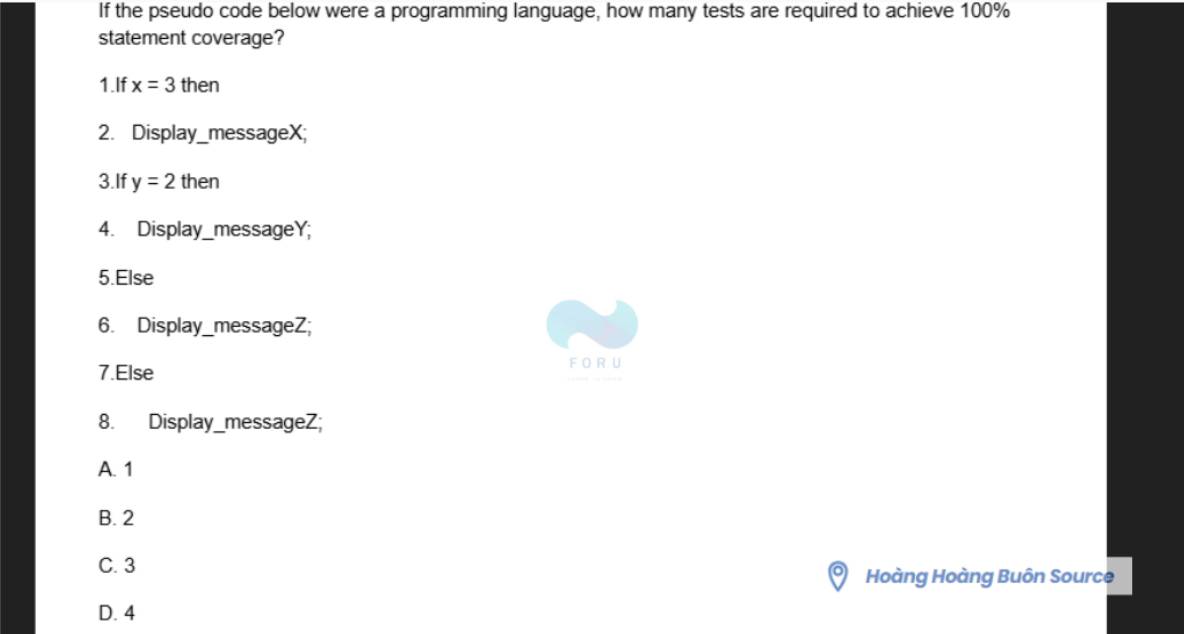 If the pseudo code below were a programming language, how many tests are required to achieve 100%
statement coverage?
1.If x = 3 then
2. Display_messageX;
3.If y = 2 then
4. Display_messageY;
5.Else
6. Display_messageZ;
FORU
7.Else
8. Display_messageZ;
A. 1
B. 2
C. 3
Hoàng Hoàng Buôn Source
D. 4